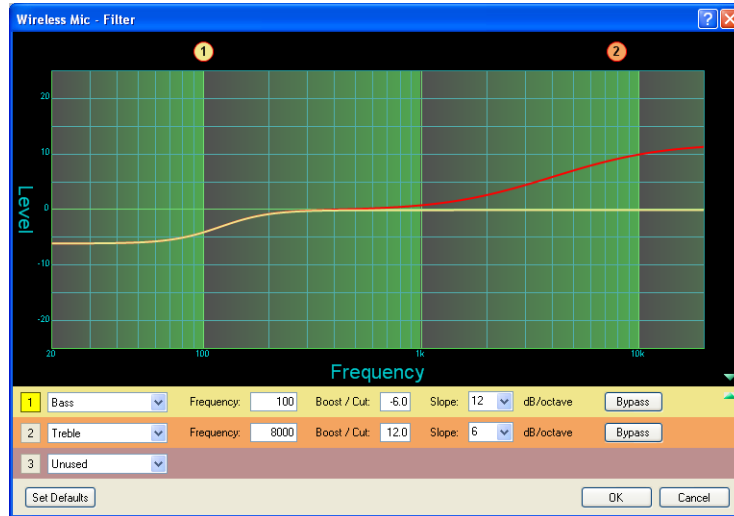 Wireless Mic - Filter
?
X
1
2
20
10
0
-10
-20
Level
20
100
1k
10k
Frequency
1 Bass Frequency: 100 Boost / Cut: -6.0 Slope: 12 dB/octave Bypass
2 Treble Frequency: 8000 Boost / Cut: 12.0 Slope: 6 dB/octave Bypass
3 Unused
Set Defaults OK Cancel